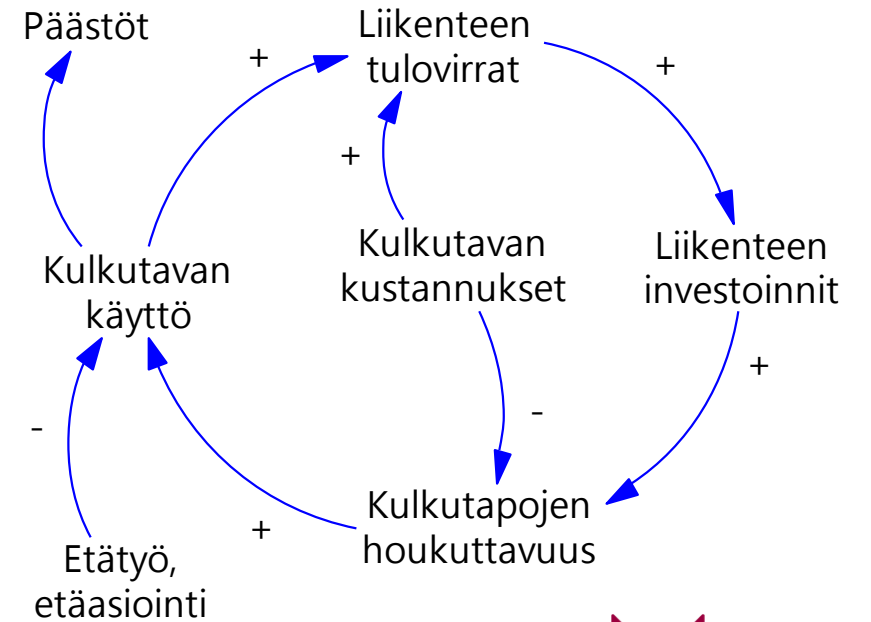 Päästöt
Liikenteen
tulovirrat
+
+
+
Kulkutavan
käyttö
Kulkutavan
kustannukset
Liikenteen
investoinnit
+
-
-
Kulkutapojen
houkuttavuus
+
Etätyö,
etäasiointi